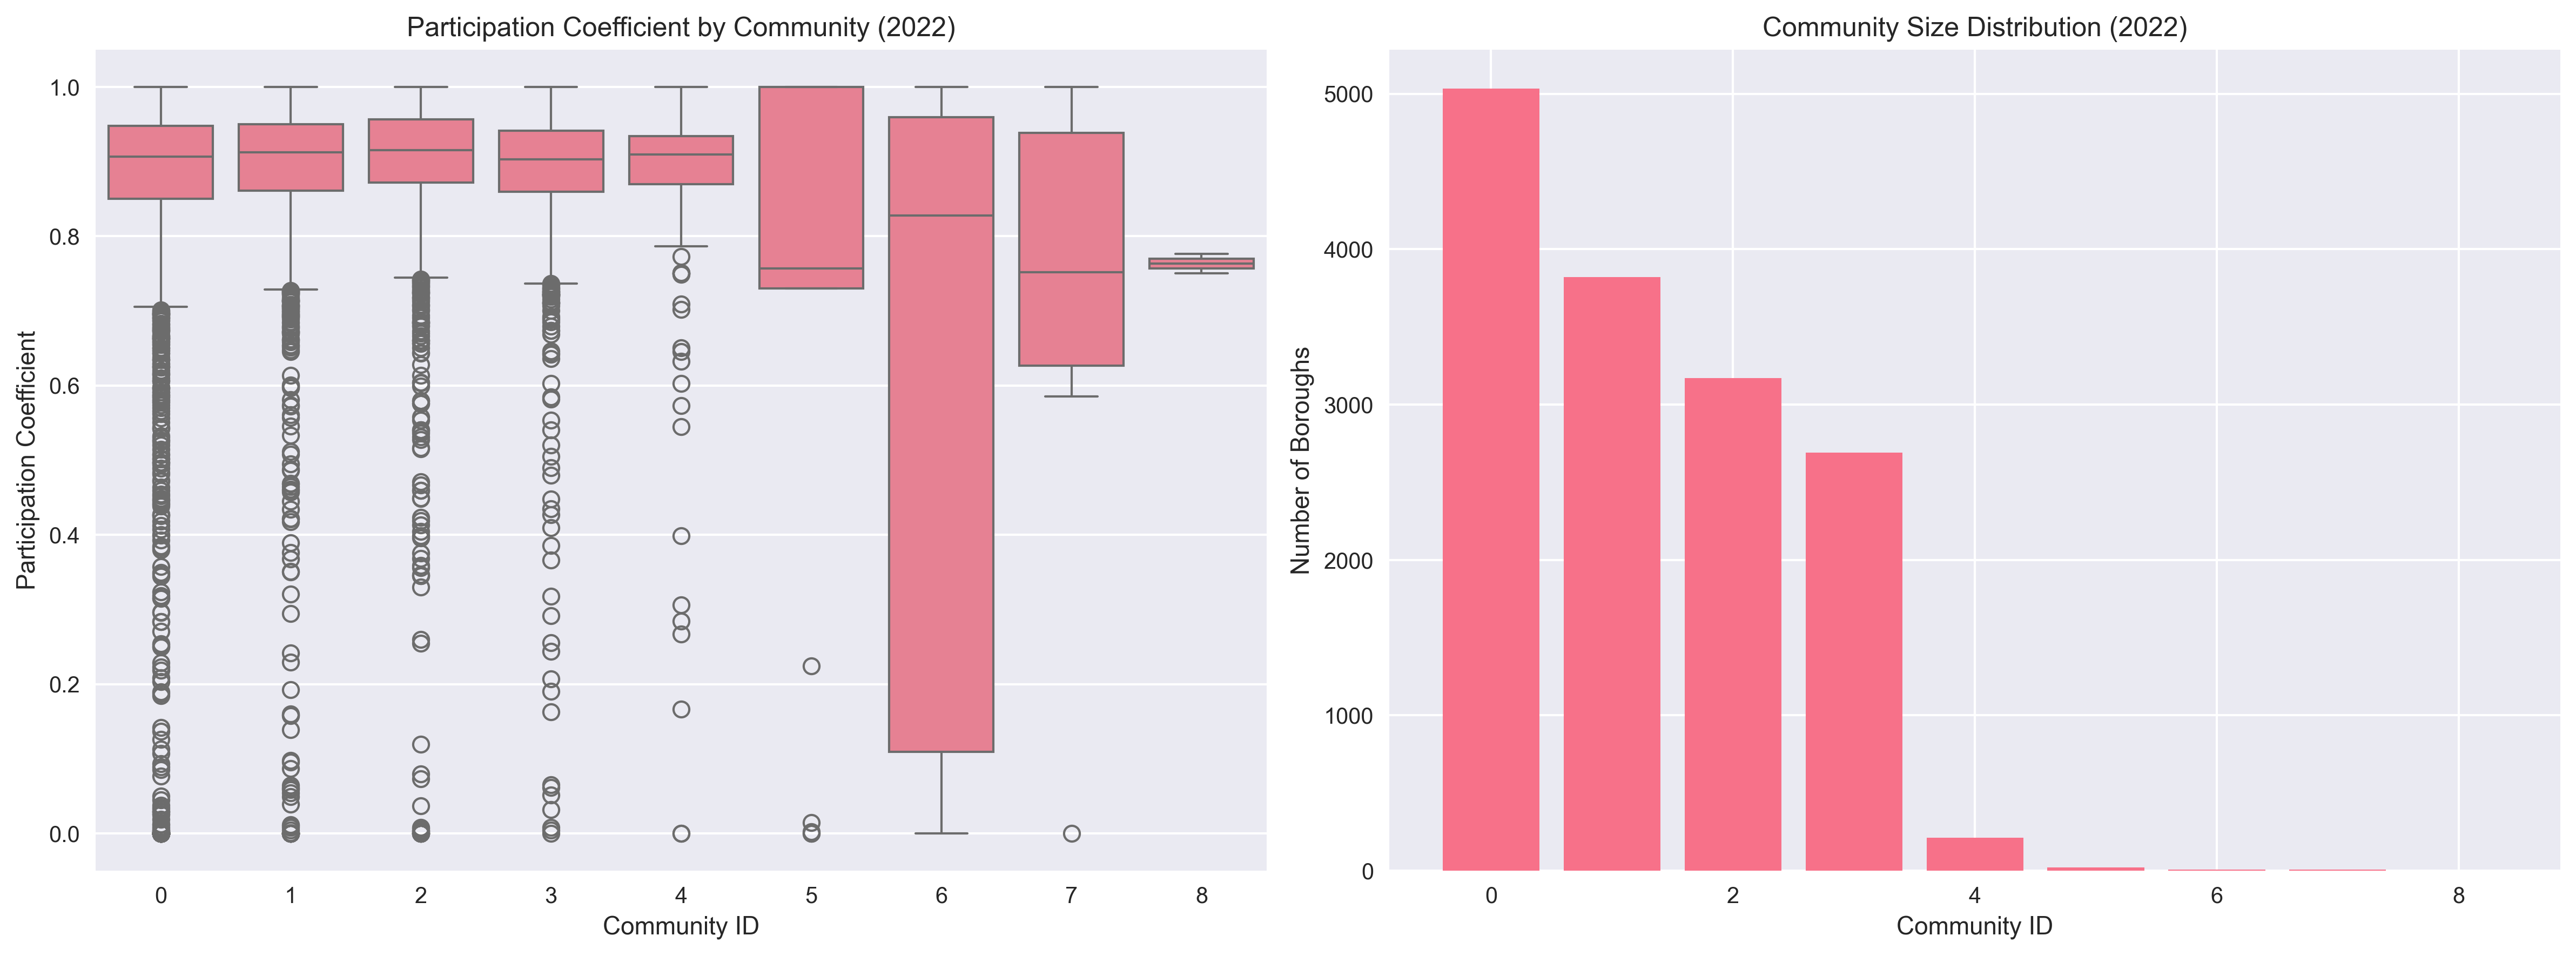 Participation Coefficient by Community (2022)
Participation Coefficient
1.0
0.8
0.6
0.4
0.2
0.0
0 1 2 3 4 5 6 7 8
Community ID
Community Size Distribution (2022)
Number of Boroughs
5000
4000
3000
2000
1000
0
0 2 4 6 8
Community ID